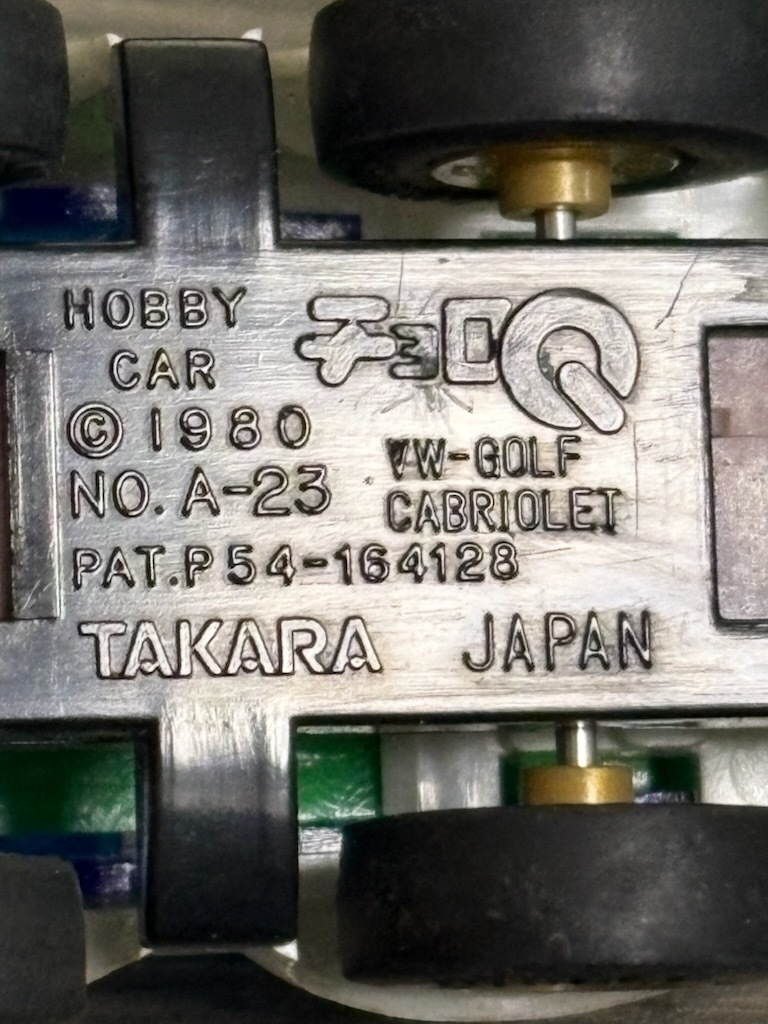 HOBBY
CAR
チョロQ
© 1980
NO. A-23
VW-GOLF
CABRIOLET
PAT.P 54-164128
TAKARA JAPAN